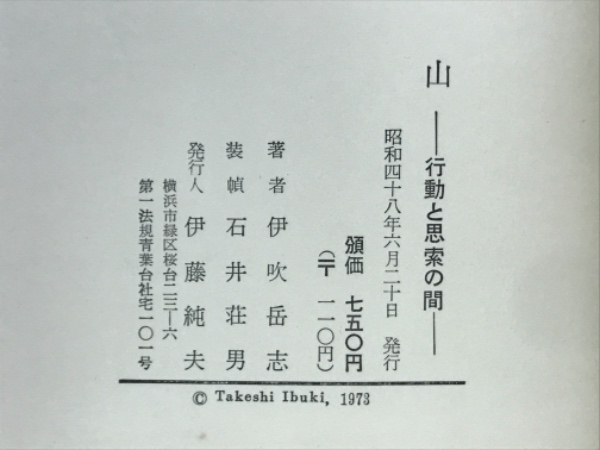 山 ――行動と思索の間――
昭和四十八年六月二十日 発行
頒価 七五〇円
(〒 一一〇円)
著者 伊吹岳志
装幀 石井荘男
発行人 伊藤純夫
横浜市緑区桜台二三―六
第一法規青葉台社宅一〇一号
© Takeshi Ibuki, 1973